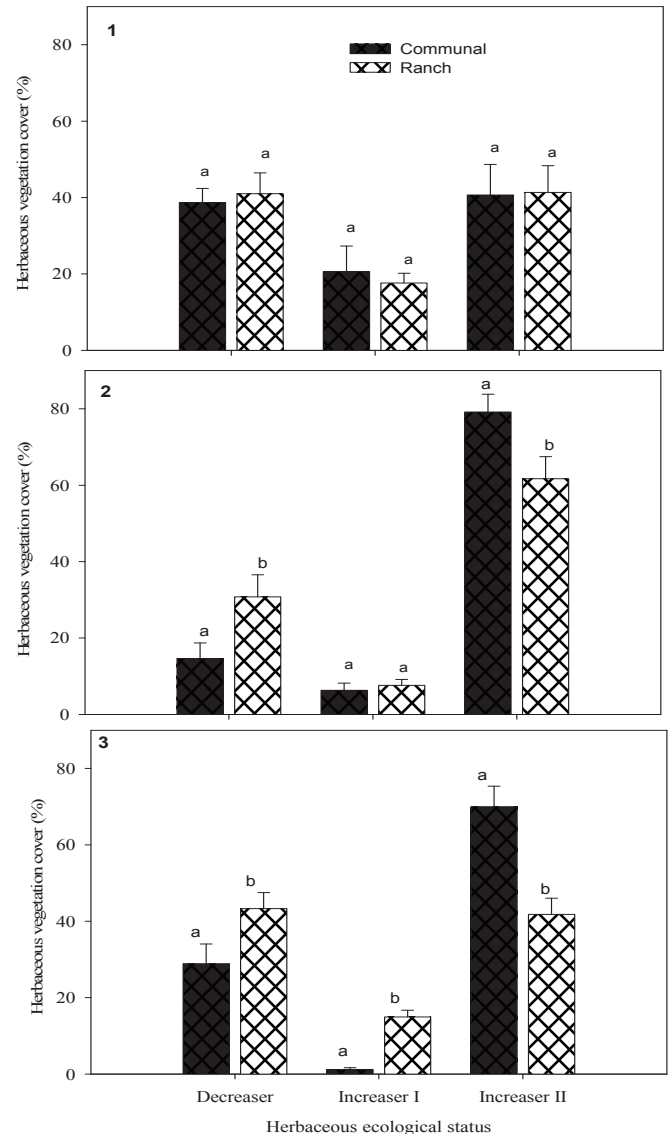 1
Communal
Ranch
Herbaceous vegetation cover (%)
80
60
40
20
0
a
a
a
a
a
a
2
Herbaceous vegetation cover (%)
80
60
40
20
0
a
b
a
a
a
b
3
Herbaceous vegetation cover (%)
80
60
40
20
0
a
b
a
b
a
b
Decreaser
Increaser I
Increaser II
Herbaceous ecological status